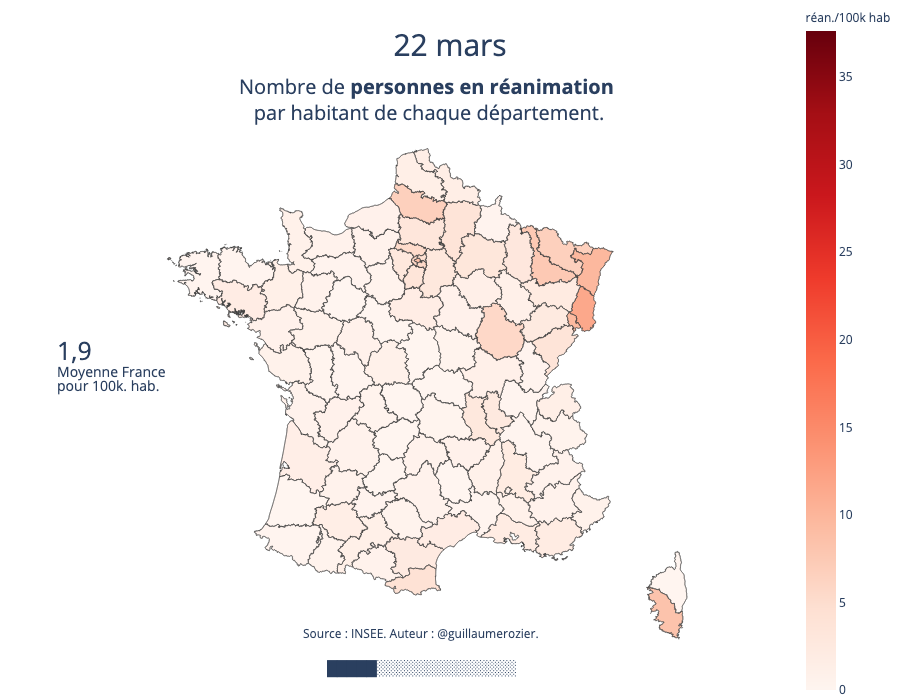 22 mars
Nombre de personnes en réanimation
par habitant de chaque département.
réan./100k hab
35
30
25
20
15
10
5
0
1,9
Moyenne France
pour 100k. hab.
Source : INSEE. Auteur : @guillaumerozier.